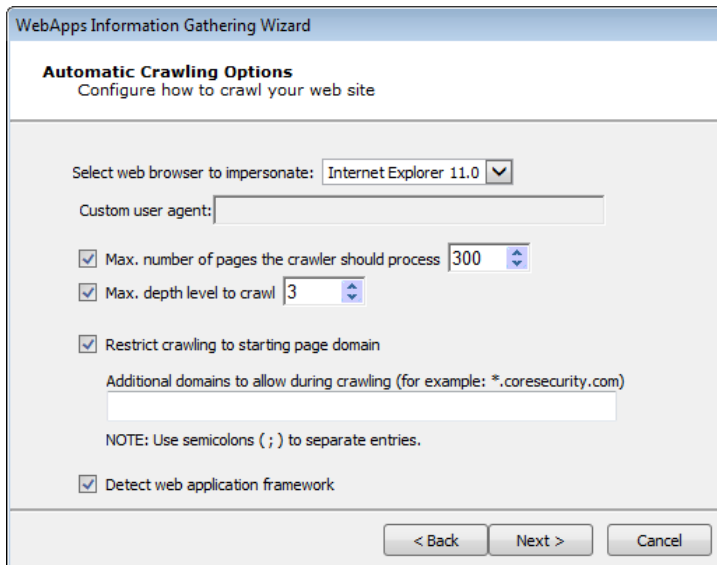 WebApps Information Gathering Wizard
Automatic Crawling Options
Configure how to crawl your web site
Select web browser to impersonate: Internet Explorer 11.0
Custom user agent:
Max. number of pages the crawler should process 300
Max. depth level to crawl 3
Restrict crawling to starting page domain
Additional domains to allow during crawling (for example: *.coresecurity.com)
NOTE: Use semicolons ( ; ) to separate entries.
Detect web application framework
< Back Next > Cancel